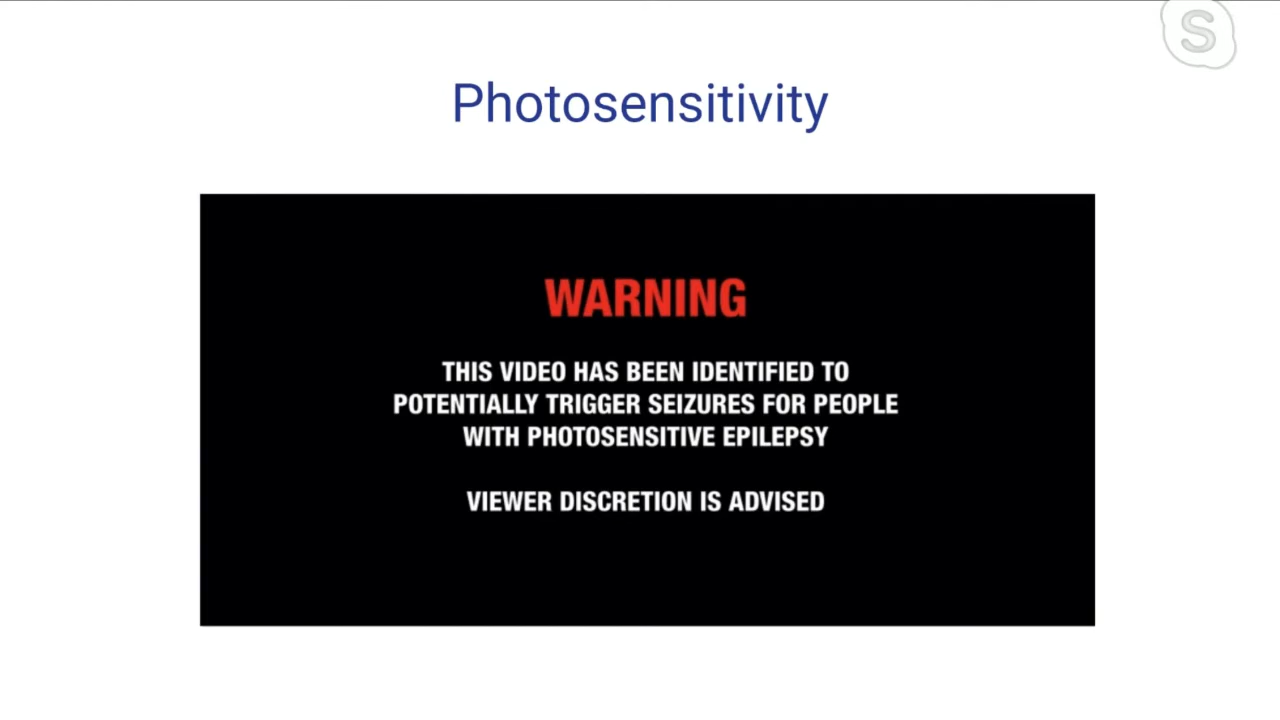 S
Photosensitivity
WARNING
THIS VIDEO HAS BEEN IDENTIFIED TO
POTENTIALLY TRIGGER SEIZURES FOR PEOPLE
WITH PHOTOSENSITIVE EPILEPSY
VIEWER DISCRETION IS ADVISED